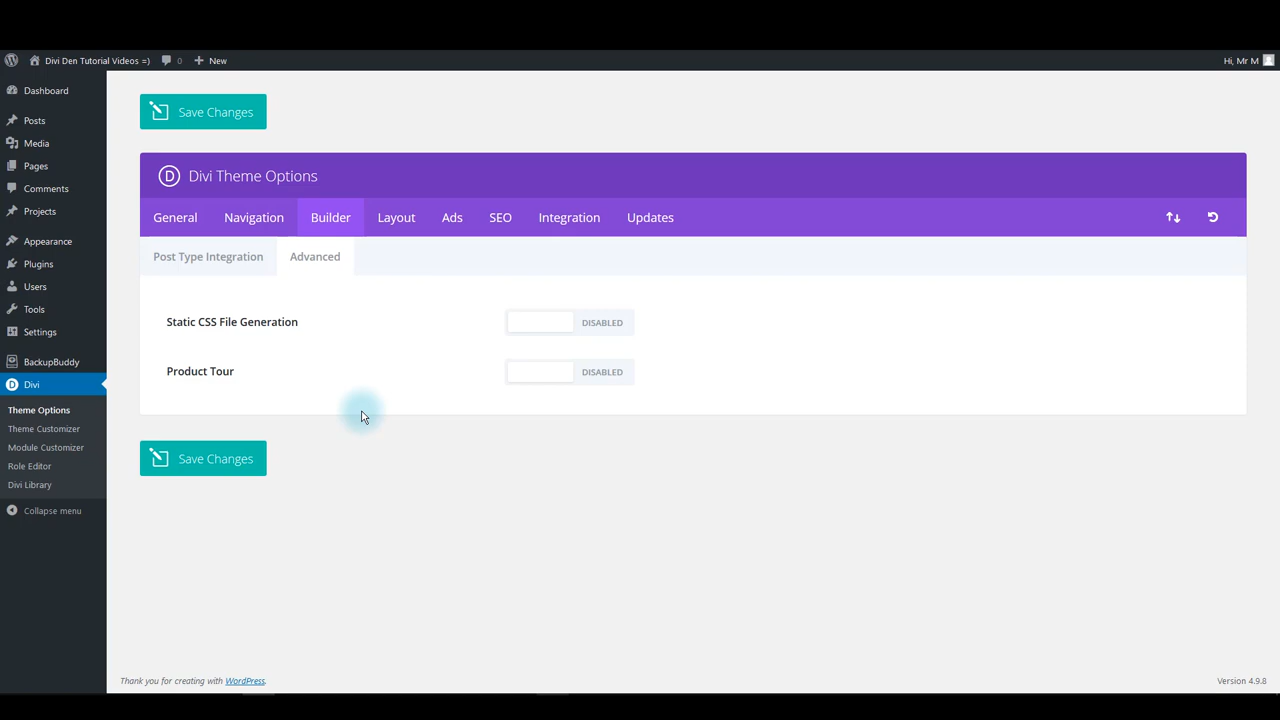 Divi Den Tutorial Videos =) 0 New Hi, Mr M
Dashboard
Posts
Media
Pages
Comments
Projects
Appearance
Plugins
Users
Tools
Settings
BackupBuddy
Divi
Theme Options
Theme Customizer
Module Customizer
Role Editor
Divi Library
Collapse menu
Save Changes
D Divi Theme Options
General Navigation Builder Layout Ads SEO Integration Updates
Post Type Integration Advanced
Static CSS File Generation DISABLED
Product Tour DISABLED
Save Changes
Thank you for creating with WordPress. Version 4.9.8